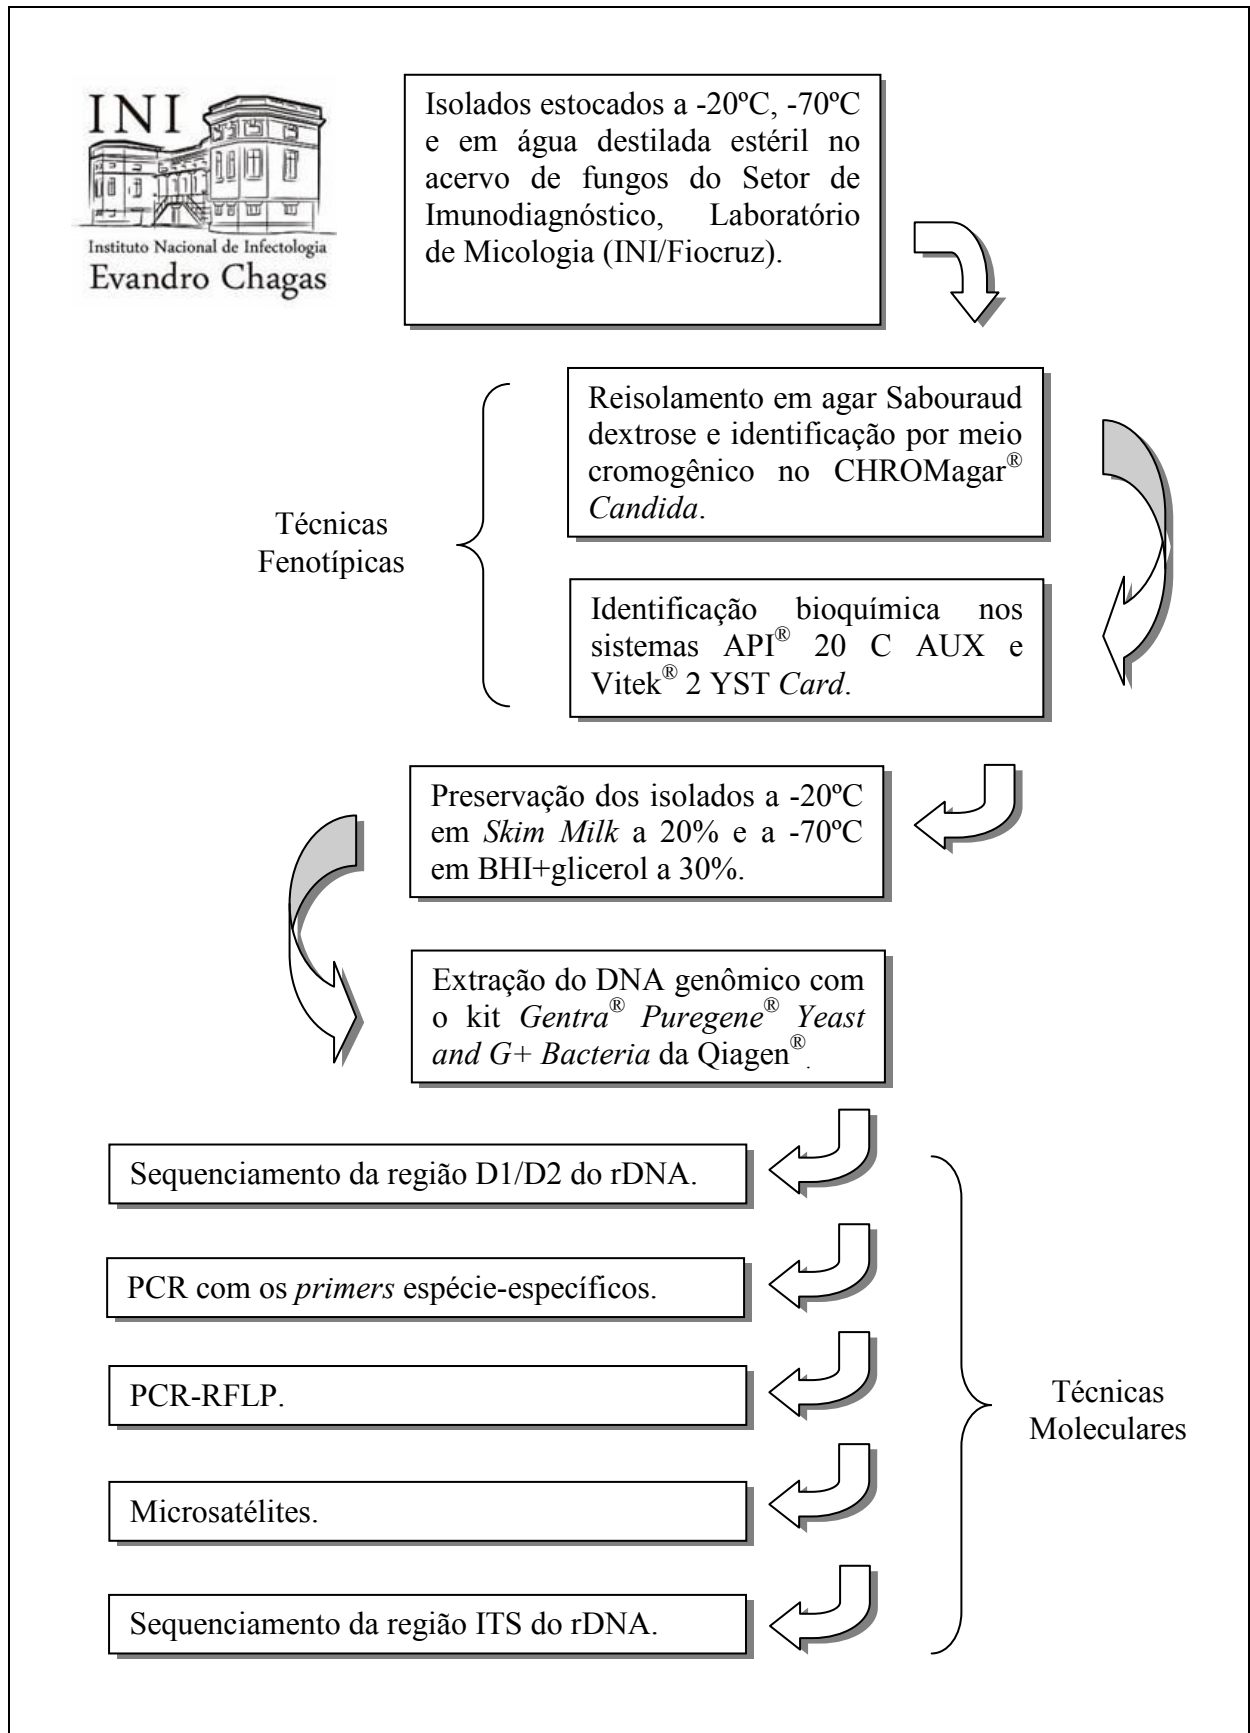 INI
Instituto Nacional de Infectologia
Evandro Chagas
Isolados estocados a -20ºC, -70ºC
e em água destilada estéril no
acervo de fungos do Setor de
Imunodiagnóstico, Laboratório
de Micologia (INI/Fiocruz).
Reisolamento em agar Sabouraud
dextrose e identificação por meio
cromogênico no CHROMagar®
Candida.
Técnicas
Fenotípicas
Identificação bioquímica nos
sistemas API® 20 C AUX e
Vitek® 2 YST Card.
Preservação dos isolados a -20ºC
em Skim Milk a 20% e a -70ºC
em BHI+glicerol a 30%.
Extração do DNA genômico com
o kit Gentra® Puregene® Yeast
and G+ Bacteria da Qiagen®.
Sequenciamento da região D1/D2 do rDNA.
PCR com os primers espécie-específicos.
PCR-RFLP.
Microsatélites.
Sequenciamento da região ITS do rDNA.
Técnicas
Moleculares